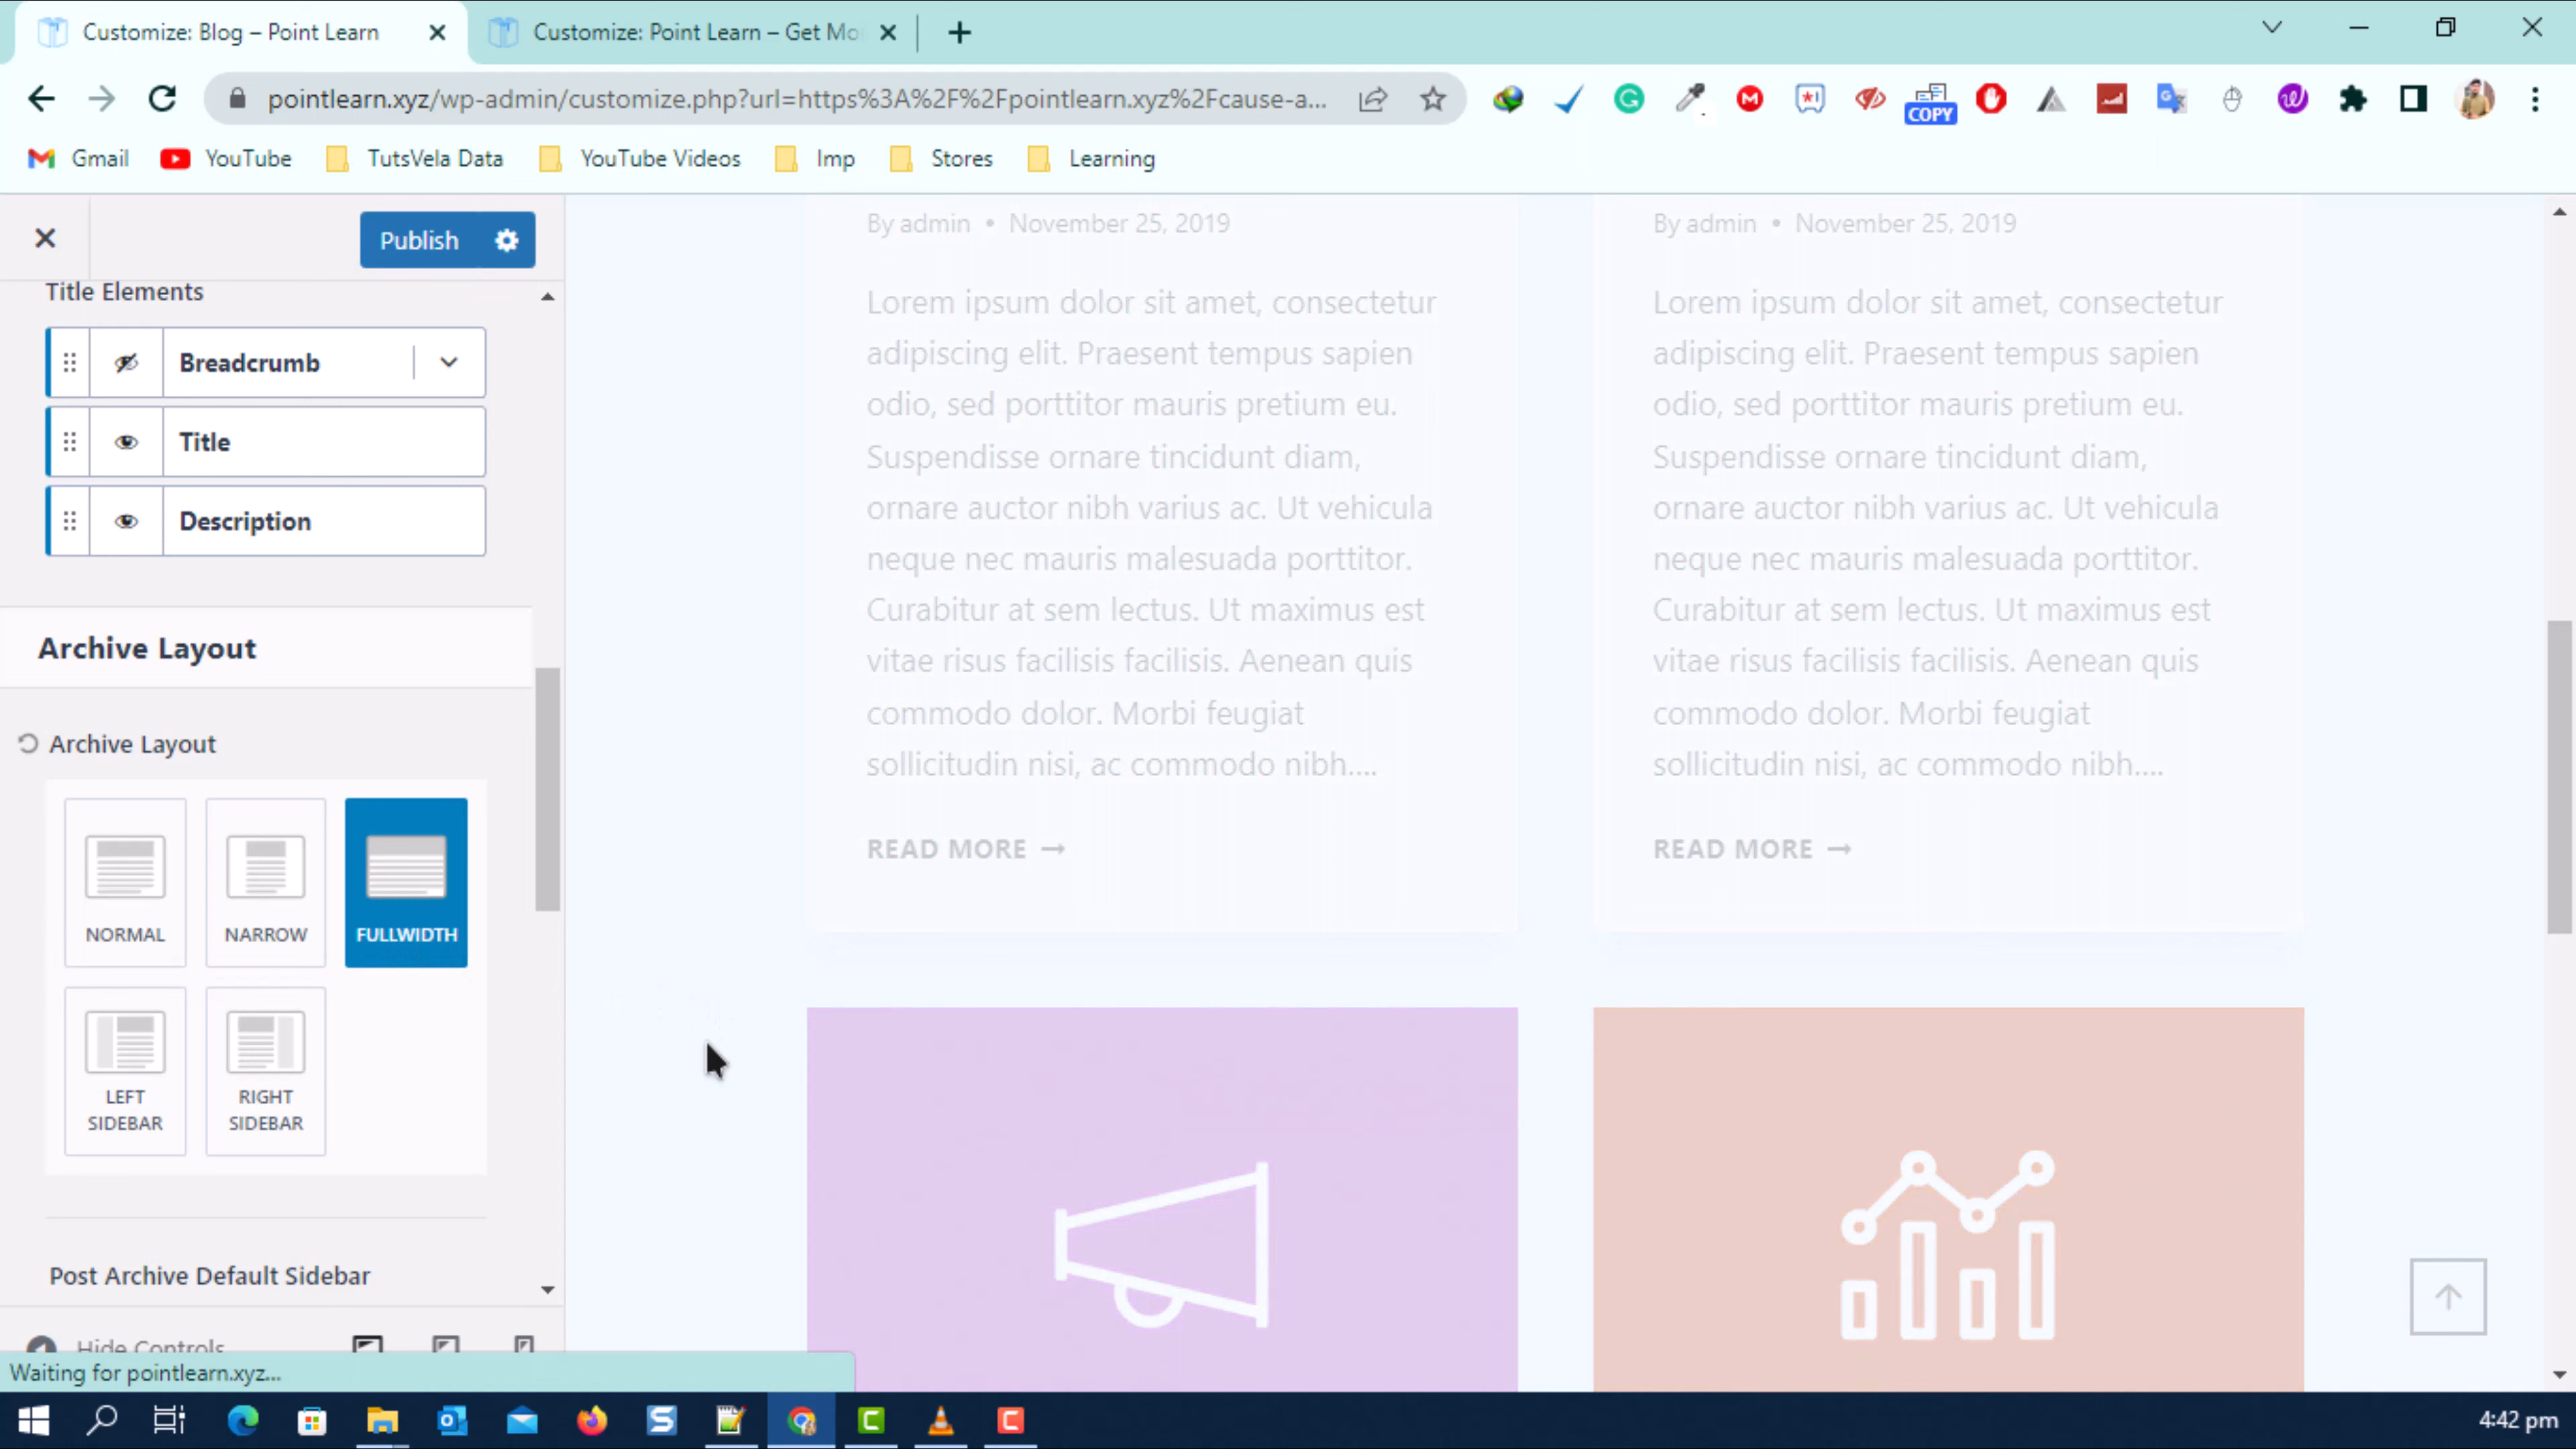 Customize: Blog – Point Learn
Customize: Point Learn – Get Mo
pointlearn.xyz/wp-admin/customize.php?url=https%3A%2F%2Fpointlearn.xyz%2Fcause-a...
COPY
Gmail
YouTube
TutsVela Data
YouTube Videos
Imp
Stores
Learning
Publish
Title Elements
Breadcrumb
Title
Description
Archive Layout
Archive Layout
NORMAL
NARROW
FULLWIDTH
LEFT
SIDEBAR
RIGHT
SIDEBAR
Post Archive Default Sidebar
Hide Controls
Waiting for pointlearn.xyz...
By admin • November 25, 2019
Lorem ipsum dolor sit amet, consectetur
adipiscing elit. Praesent tempus sapien
odio, sed porttitor mauris pretium eu.
Suspendisse ornare tincidunt diam,
ornare auctor nibh varius ac. Ut vehicula
neque nec mauris malesuada porttitor.
Curabitur at sem lectus. Ut maximus est
vitae risus facilisis facilisis. Aenean quis
commodo dolor. Morbi feugiat
sollicitudin nisi, ac commodo nibh....
READ MORE →
By admin • November 25, 2019
Lorem ipsum dolor sit amet, consectetur
adipiscing elit. Praesent tempus sapien
odio, sed porttitor mauris pretium eu.
Suspendisse ornare tincidunt diam,
ornare auctor nibh varius ac. Ut vehicula
neque nec mauris malesuada porttitor.
Curabitur at sem lectus. Ut maximus est
vitae risus facilisis facilisis. Aenean quis
commodo dolor. Morbi feugiat
sollicitudin nisi, ac commodo nibh....
READ MORE →
4:42 pm